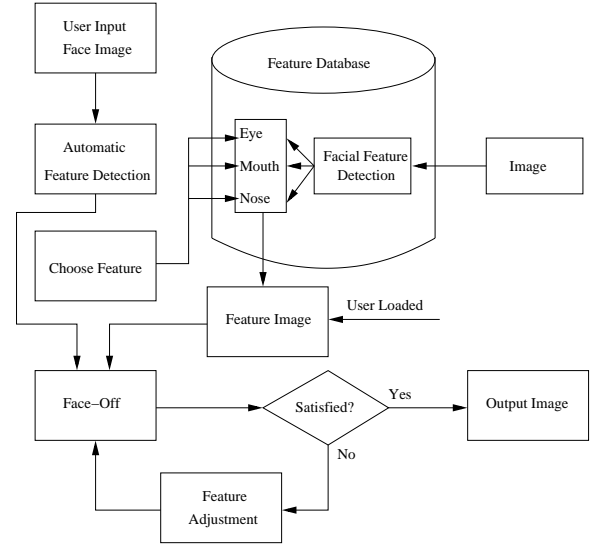 User Input
Face Image
Feature Database
Automatic
Feature Detection
Eye
Mouth
Nose
Facial Feature
Detection
Image
Choose Feature
Feature Image
User Loaded
Face−Off
Satisfied?
Yes
No
Output Image
Feature
Adjustment